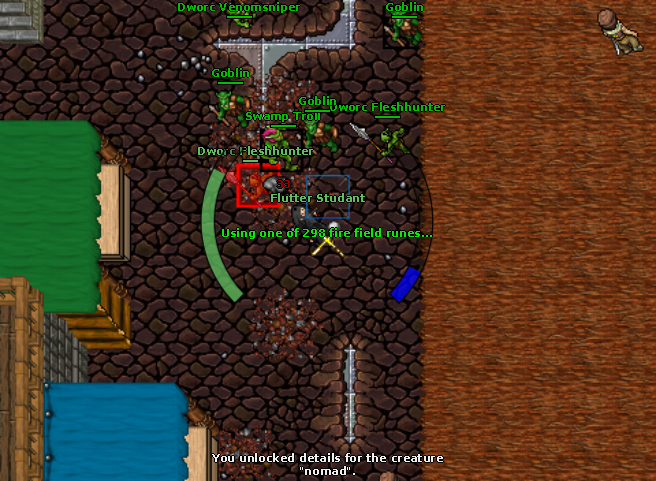 Dworc Venomsniper
Goblin
Goblin
Goblin
Dworc Fleshhunter
Swamp Troll
Dworc Fleshhunter
Flutter Studant
Using one of 298 fire field runes...
You unlocked details for the creature
"nomad".